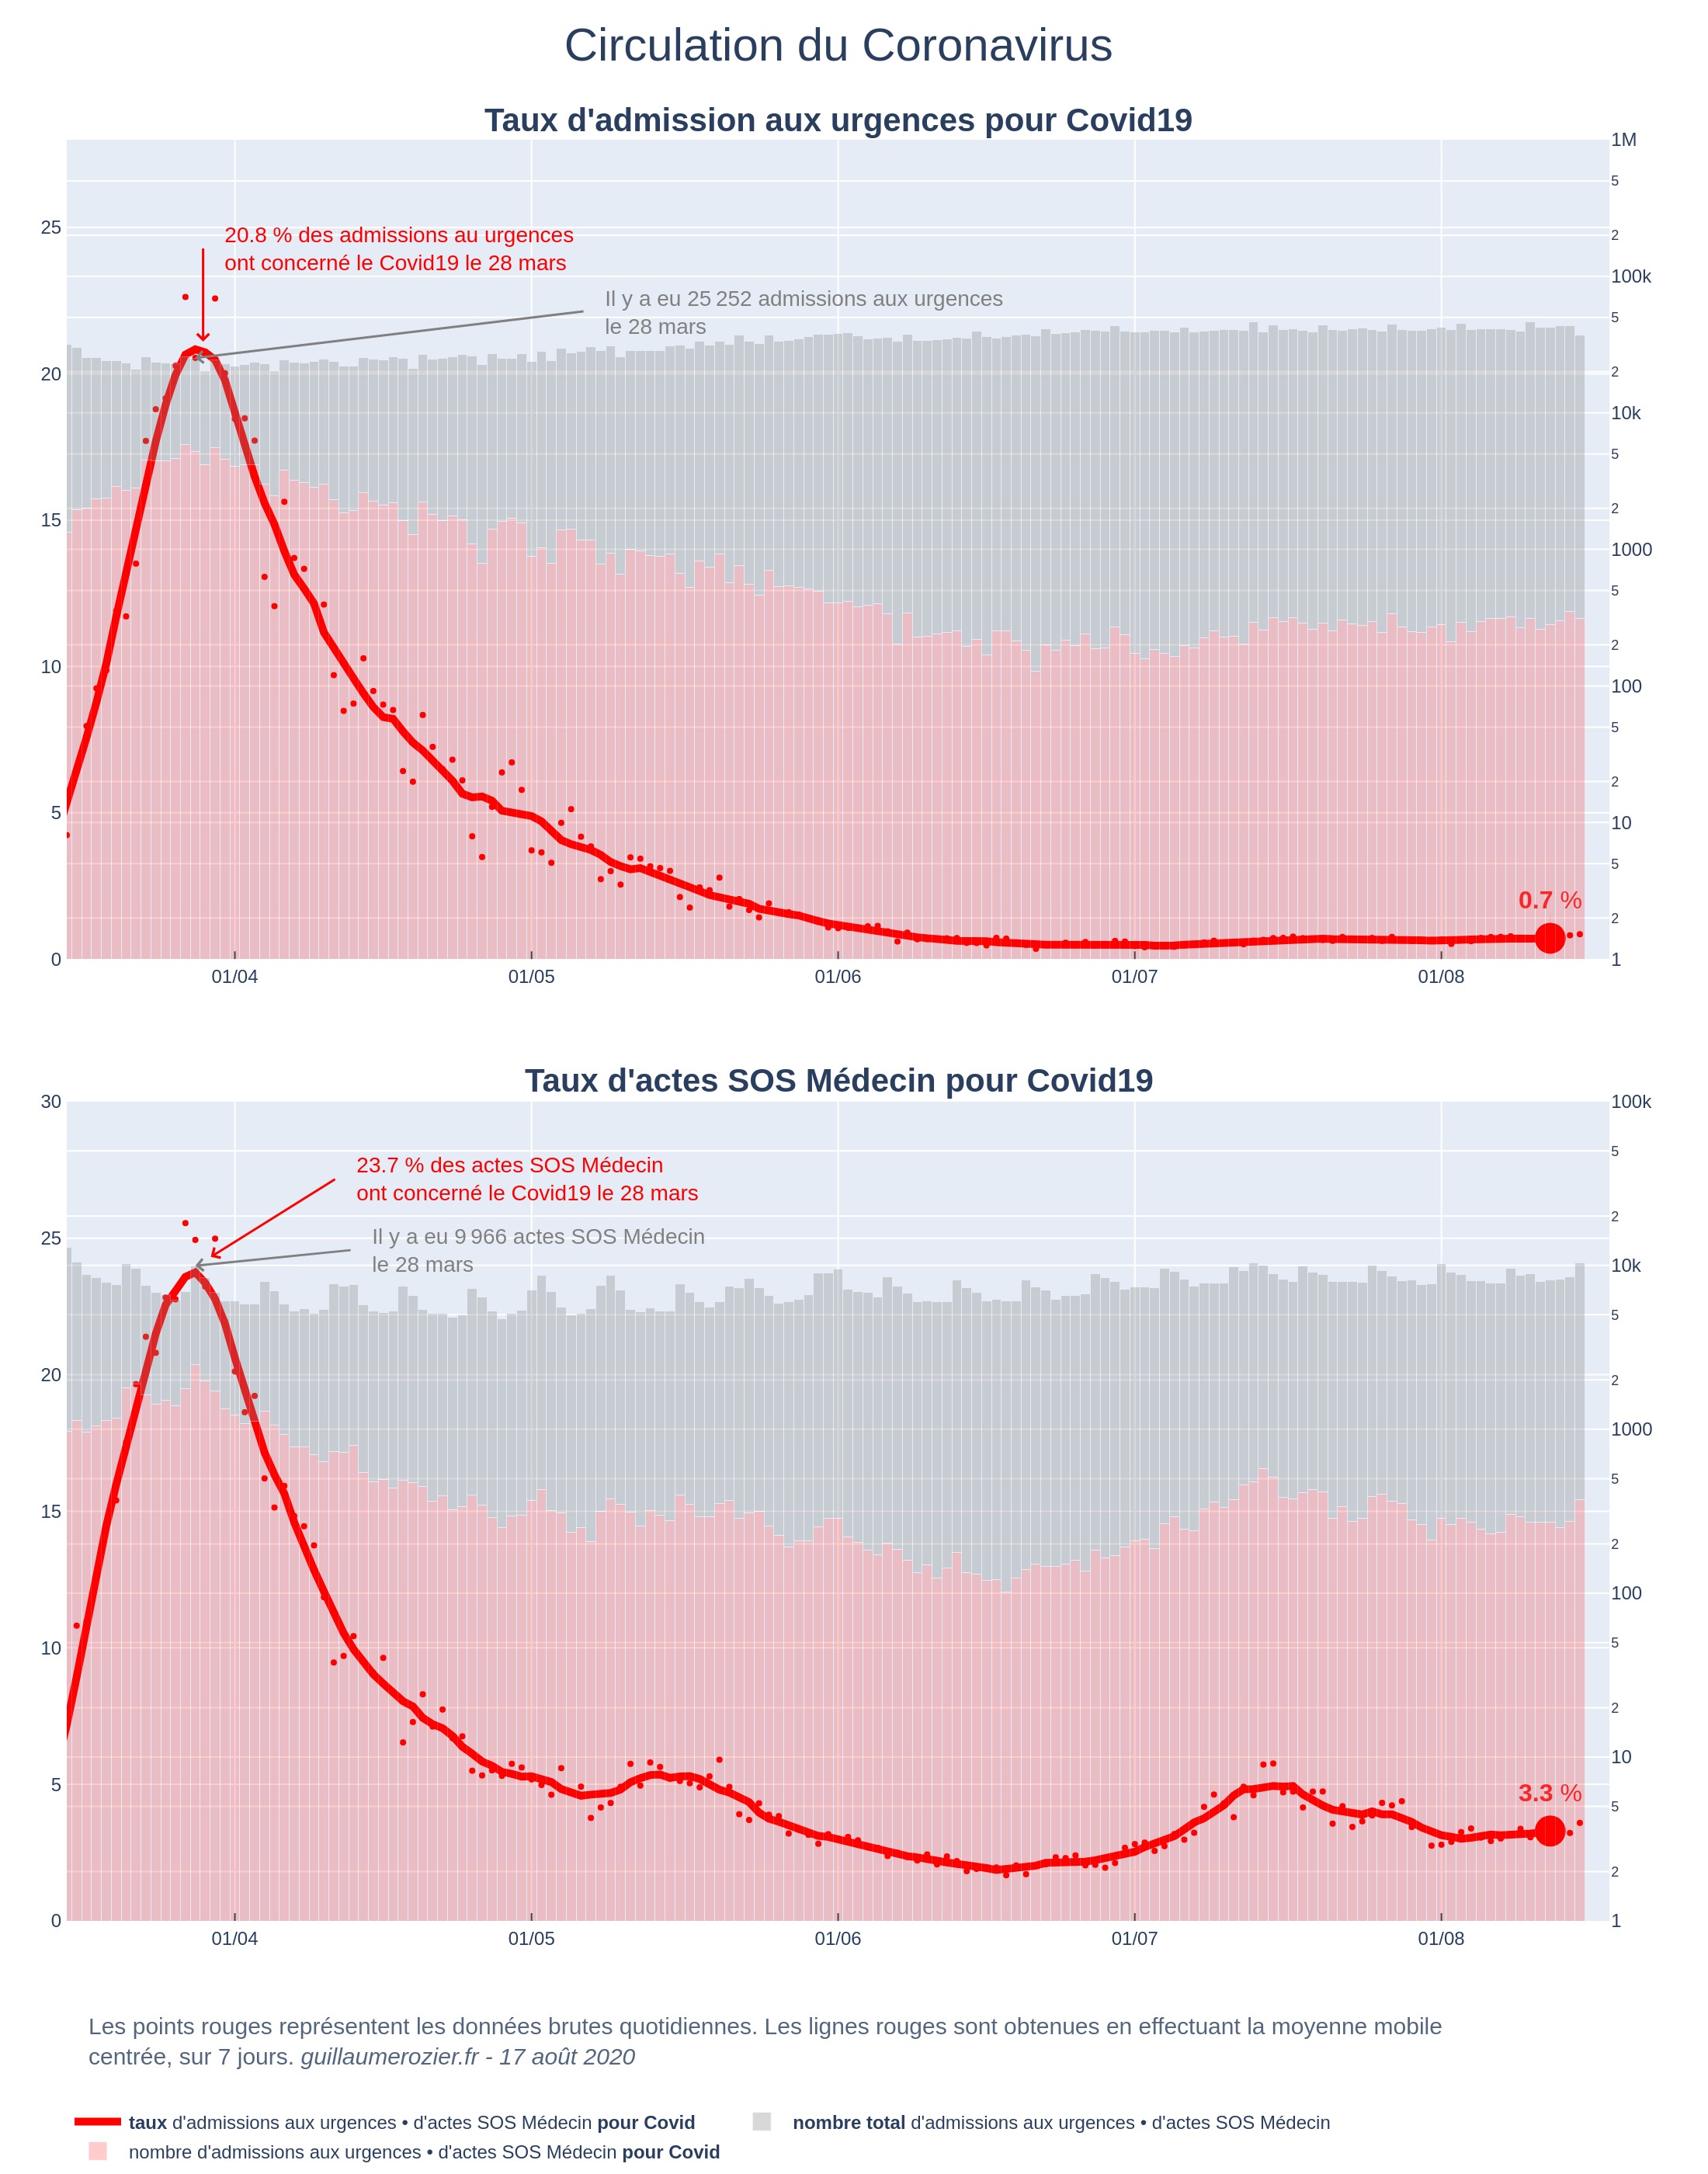 Circulation du Coronavirus
Taux d'admission aux urgences pour Covid19
1M
5
25
2
20.8 % des admissions au urgences
ont concerné le Covid19 le 28 mars
100k
Il y a eu 25 252 admissions aux urgences
le 28 mars
5
20
2
10k
5
15
2
1000
5
10
2
100
5
5
2
10
5
0.7 %
2
0
1
01/04
01/05
01/06
01/07
01/08
Taux d'actes SOS Médecin pour Covid19
30
100k
5
23.7 % des actes SOS Médecin
ont concerné le Covid19 le 28 mars
2
25
Il y a eu 9 966 actes SOS Médecin
le 28 mars
10k
5
20
2
1000
5
15
2
100
10
5
2
10
5
3.3 %
5
2
0
1
01/04
01/05
01/06
01/07
01/08
Les points rouges représentent les données brutes quotidiennes. Les lignes rouges sont obtenues en effectuant la moyenne mobile
centrée, sur 7 jours. guillaumerozier.fr - 17 août 2020
taux d'admissions aux urgences • d'actes SOS Médecin pour Covid
nombre total d'admissions aux urgences • d'actes SOS Médecin
nombre d'admissions aux urgences • d'actes SOS Médecin pour Covid